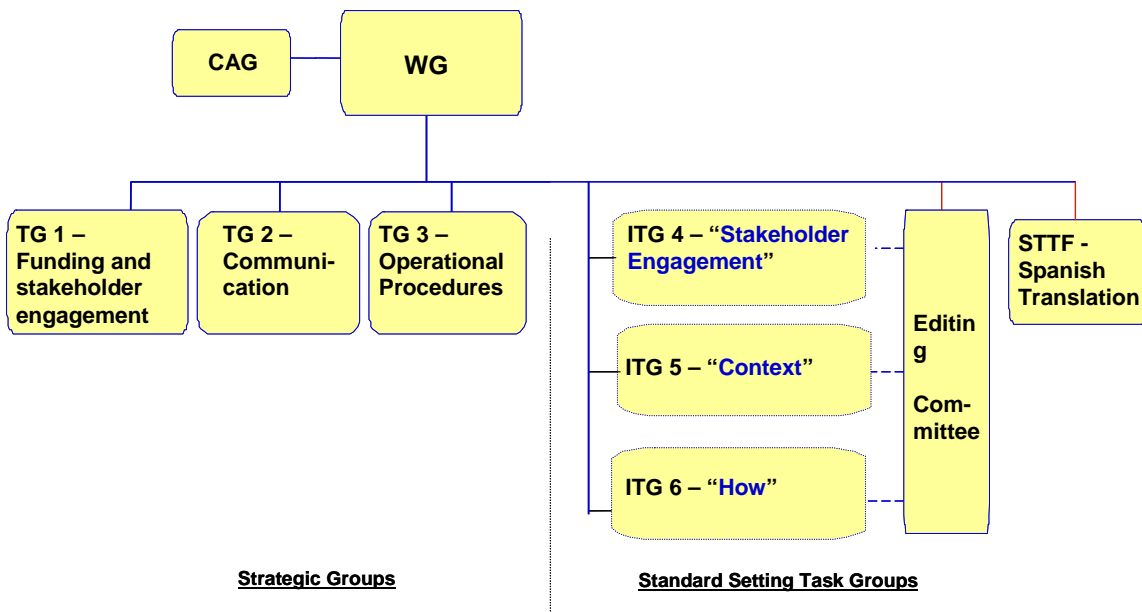 CAG
WG
TG 1 –
Funding and
stakeholder
engagement
TG 2 –
Communi-
cation
TG 3 –
Operational
Procedures
ITG 4 – “Stakeholder
Engagement”
ITG 5 – “Context”
ITG 6 – “How”
Editin
g
Com-
mittee
STTF -
Spanish
Translation
Strategic Groups
Standard Setting Task Groups